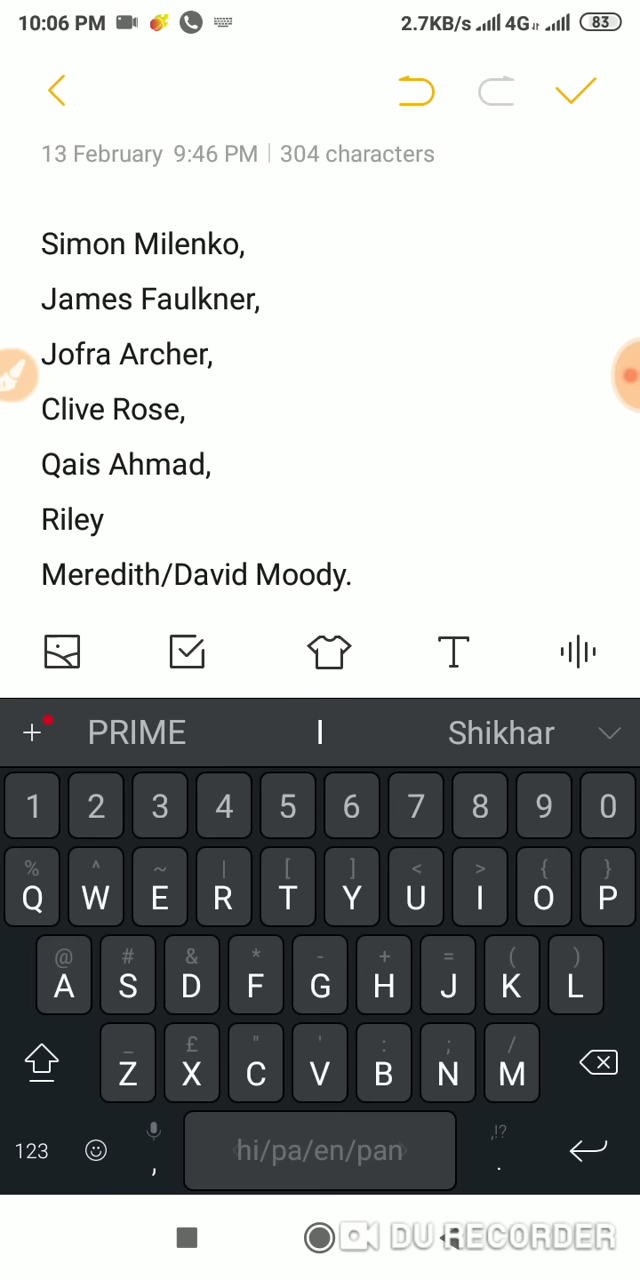 10:06 PM 2.7KB/s 4G 83
13 February 9:46 PM | 304 characters
Simon Milenko,
James Faulkner,
Jofra Archer,
Clive Rose,
Qais Ahmad,
Riley
Meredith/David Moody.
T
+ PRIME I Shikhar
1 2 3 4 5 6 7 8 9 0
% ^ ~ | [ ] < > { }
Q W E R T Y U I O P
@ # & * - + = ( )
A S D F G H J K L
_ £ " ' : ; /
Z X C V B N M
123 , hi/pa/en/pan ,!? .
DU RECORDER